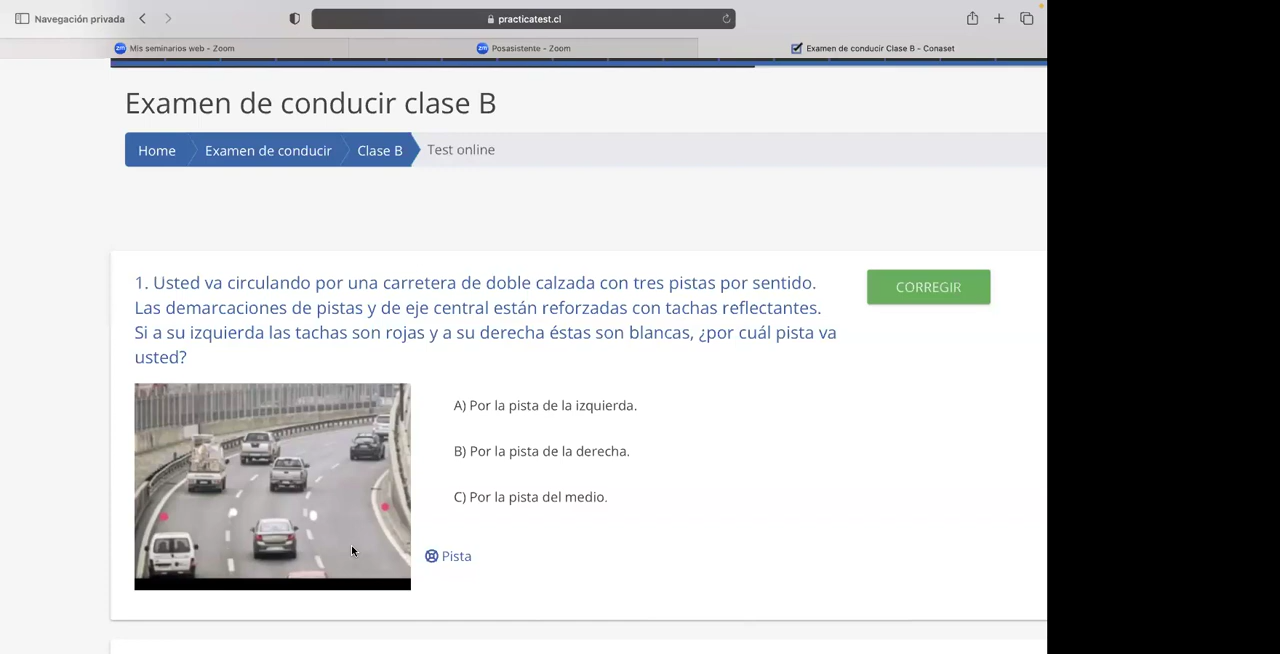 Navegación privada
practicatest.cl
Mis seminarios web - Zoom
Posasistente - Zoom
Examen de conducir Clase B - Conaset
Examen de conducir clase B
Home
Examen de conducir
Clase B
Test online
1. Usted va circulando por una carretera de doble calzada con tres pistas por sentido.
Las demarcaciones de pistas y de eje central están reforzadas con tachas reflectantes.
Si a su izquierda las tachas son rojas y a su derecha éstas son blancas, ¿por cuál pista va
usted?
CORREGIR
A) Por la pista de la izquierda.
B) Por la pista de la derecha.
C) Por la pista del medio.
Pista